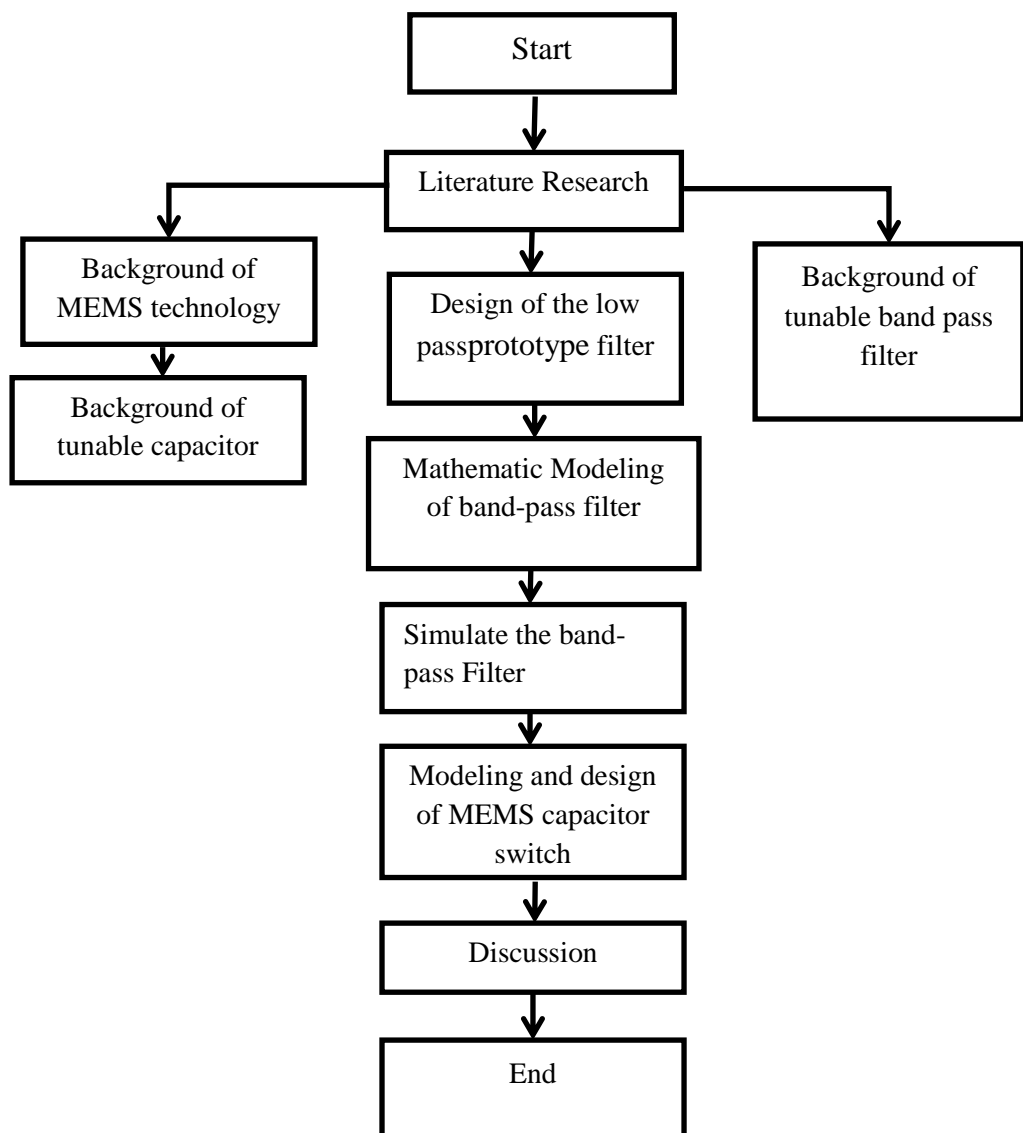 Start
Literature Research
Background of
MEMS technology
Background of
tunable capacitor
Design of the low
passprototype filter
Background of
tunable band pass
filter
Mathematic Modeling
of band-pass filter
Simulate the band-
pass Filter
Modeling and design
of MEMS capacitor
switch
Discussion
End